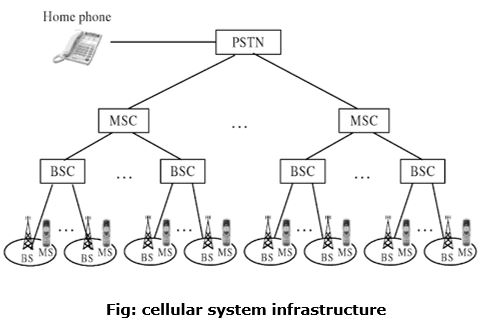 Home phone
PSTN
MSC
...
MSC
BSC
...
BSC
BSC
...
BSC
BS MS ... BS MS BS MS ... BS MS BS MS ... BS MS BS MS ... BS MS
Fig: cellular system infrastructure